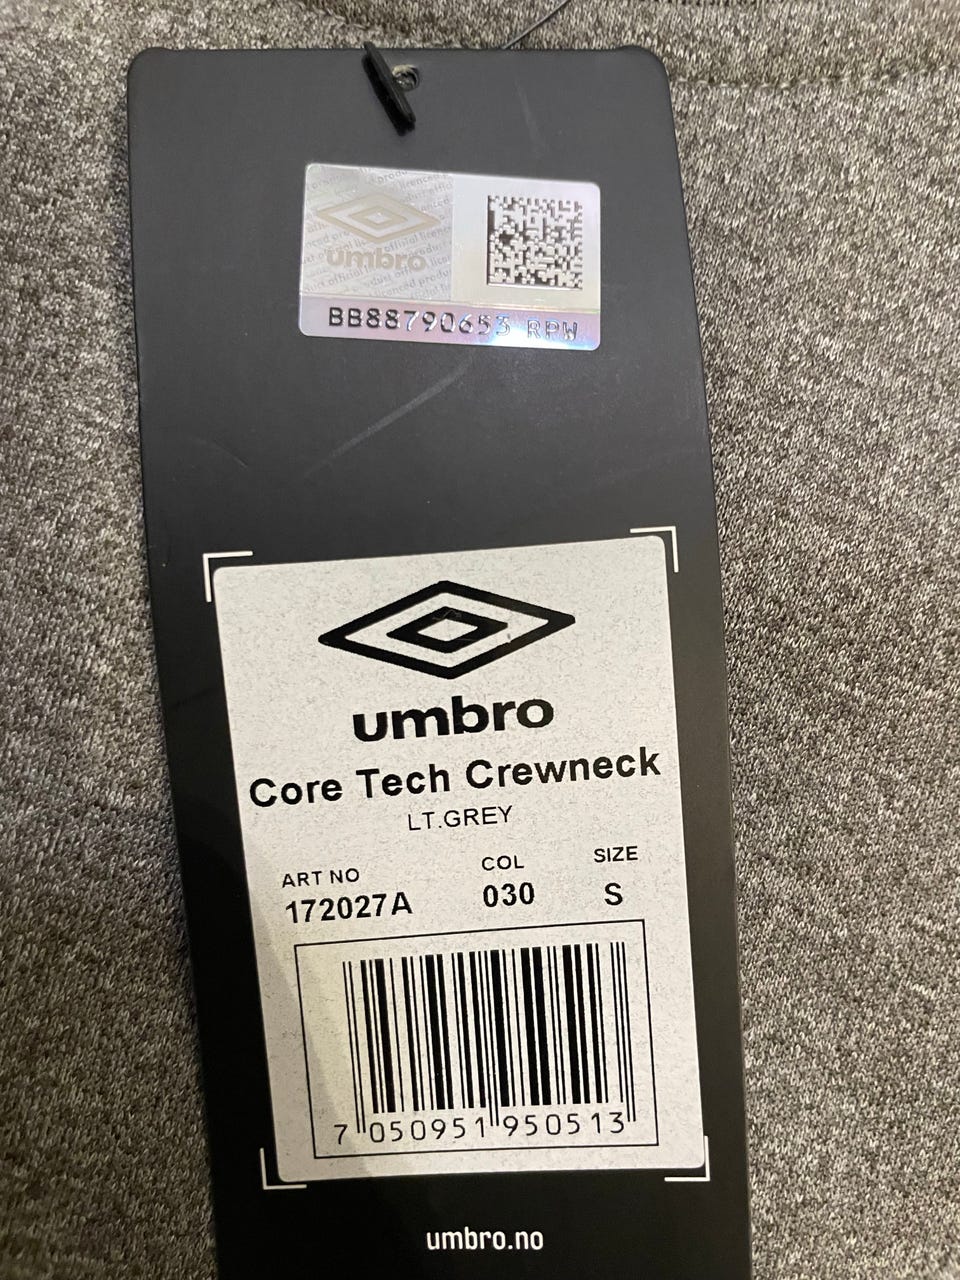 umbro
BB88790653 RPW
umbro
Core Tech Crewneck
LT.GREY
ART NO COL SIZE
172027A 030 S
7 050951 950513
umbro.no